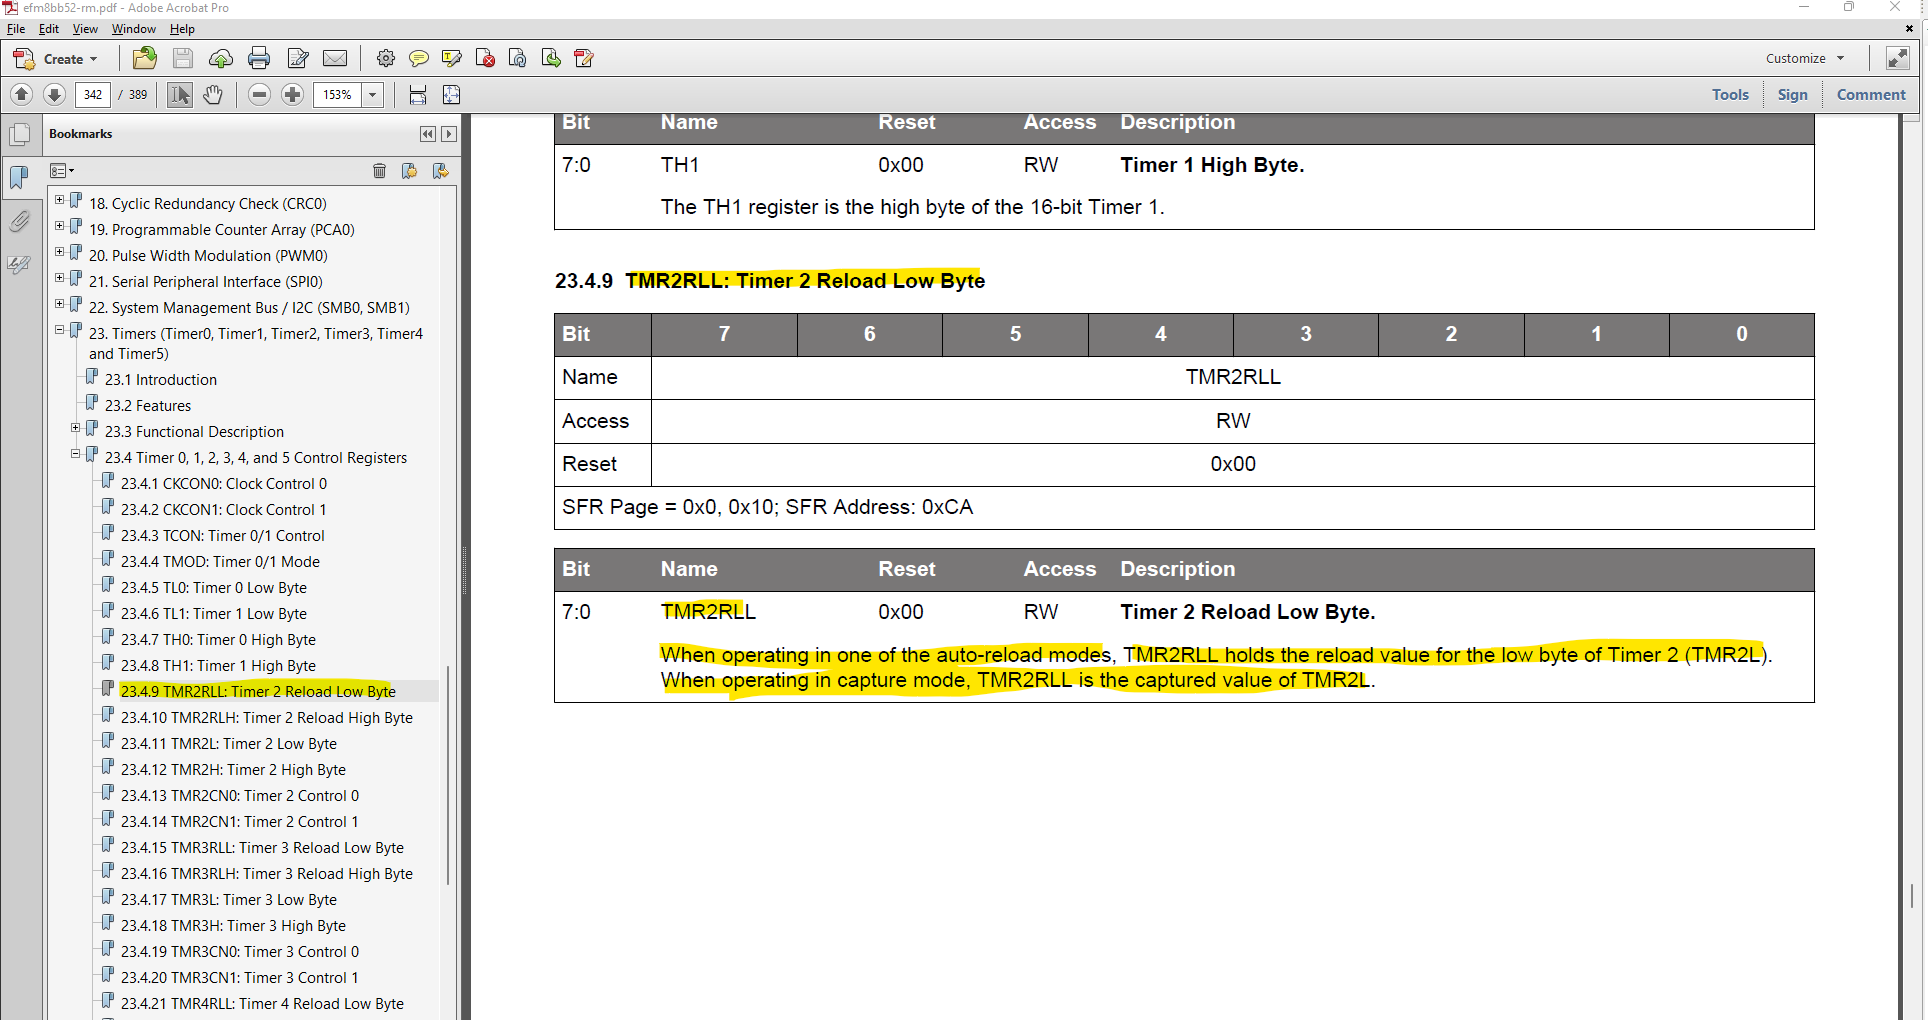 efm8bb52-rm.pdf - Adobe Acrobat Pro
File Edit View Window Help
Create
Customize
342 / 389
153%
Tools Sign Comment
Bookmarks
18. Cyclic Redundancy Check (CRC0)
19. Programmable Counter Array (PCA0)
20. Pulse Width Modulation (PWM0)
21. Serial Peripheral Interface (SPI0)
22. System Management Bus / I2C (SMB0, SMB1)
23. Timers (Timer0, Timer1, Timer2, Timer3, Timer4
and Timer5)
23.1 Introduction
23.2 Features
23.3 Functional Description
23.4 Timer 0, 1, 2, 3, 4, and 5 Control Registers
23.4.1 CKCON0: Clock Control 0
23.4.2 CKCON1: Clock Control 1
23.4.3 TCON: Timer 0/1 Control
23.4.4 TMOD: Timer 0/1 Mode
23.4.5 TL0: Timer 0 Low Byte
23.4.6 TL1: Timer 1 Low Byte
23.4.7 TH0: Timer 0 High Byte
23.4.8 TH1: Timer 1 High Byte
23.4.9 TMR2RLL: Timer 2 Reload Low Byte
23.4.10 TMR2RLH: Timer 2 Reload High Byte
23.4.11 TMR2L: Timer 2 Low Byte
23.4.12 TMR2H: Timer 2 High Byte
23.4.13 TMR2CN0: Timer 2 Control 0
23.4.14 TMR2CN1: Timer 2 Control 1
23.4.15 TMR3RLL: Timer 3 Reload Low Byte
23.4.16 TMR3RLH: Timer 3 Reload High Byte
23.4.17 TMR3L: Timer 3 Low Byte
23.4.18 TMR3H: Timer 3 High Byte
23.4.19 TMR3CN0: Timer 3 Control 0
23.4.20 TMR3CN1: Timer 3 Control 1
23.4.21 TMR4RLL: Timer 4 Reload Low Byte
Bit Name Reset Access Description
7:0 TH1 0x00 RW Timer 1 High Byte.
The TH1 register is the high byte of the 16-bit Timer 1.
23.4.9 TMR2RLL: Timer 2 Reload Low Byte
Bit 7 6 5 4 3 2 1 0
Name TMR2RLL
Access RW
Reset 0x00
SFR Page = 0x0, 0x10; SFR Address: 0xCA
Bit Name Reset Access Description
7:0 TMR2RLL 0x00 RW Timer 2 Reload Low Byte.
When operating in one of the auto-reload modes, TMR2RLL holds the reload value for the low byte of Timer 2 (TMR2L).
When operating in capture mode, TMR2RLL is the captured value of TMR2L.